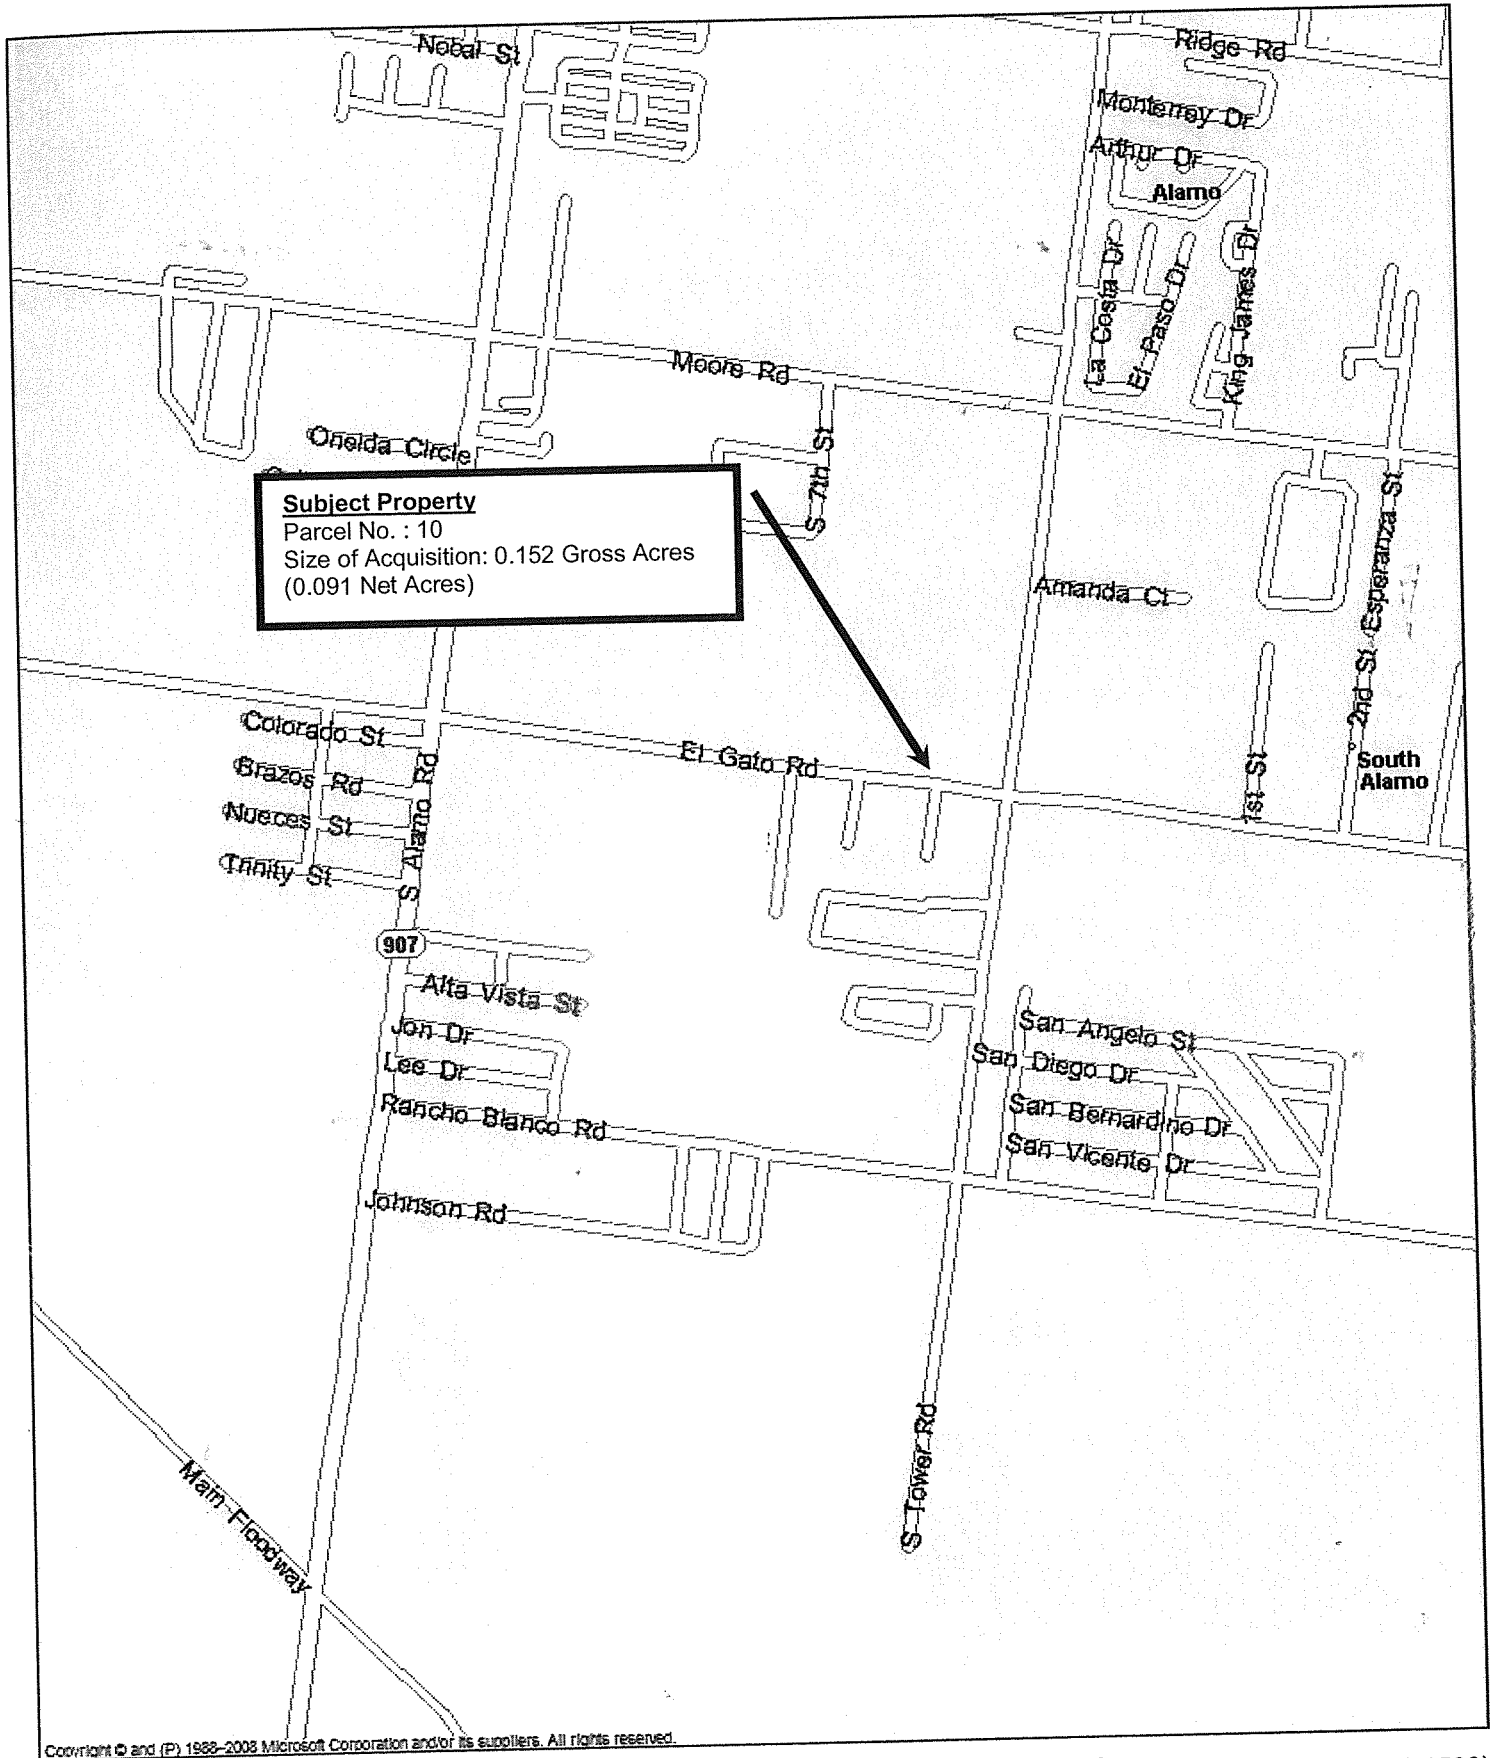 Nobal St
Ridge Rd
Monterrey Dr
Arthur Dr
Alamo
La Costa Dr
El Paso Dr
King James Dr
Moore Rd
Oneida Circle
S 7th St
Subject Property
Parcel No. : 10
Size of Acquisition: 0.152 Gross Acres
(0.091 Net Acres)
Amanda Ct
Esperanza St
2nd St
1st St
South
Alamo
Colorado St
Brazos Rd
Nueces St
Trinity St
S Alamo Rd
El Gato Rd
907
Alta Vista St
Jon Dr
Lee Dr
Rancho Blanco Rd
Johnson Rd
San Angelo St
San Diego Dr
San Bernardino Dr
San Vicente Dr
S Tower Rd
Main Floodway
Copyright © and (P) 1988–2008 Microsoft Corporation and/or its suppliers. All rights reserved.